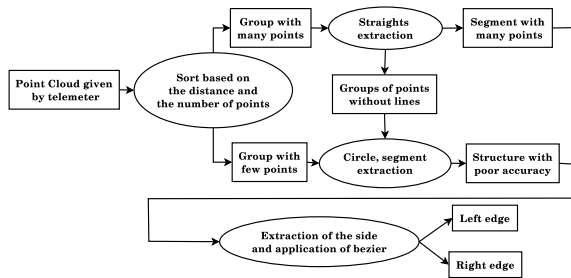 Group with
many points
Straights
extraction
Segment with
many points
Point Cloud given
by telemeter
Sort based on
the distance and
the number of points
Groups of points
without lines
Group with
few points
Circle, segment
extraction
Structure with
poor accuracy
Extraction of the side
and application of bezier
Left edge
Right edge